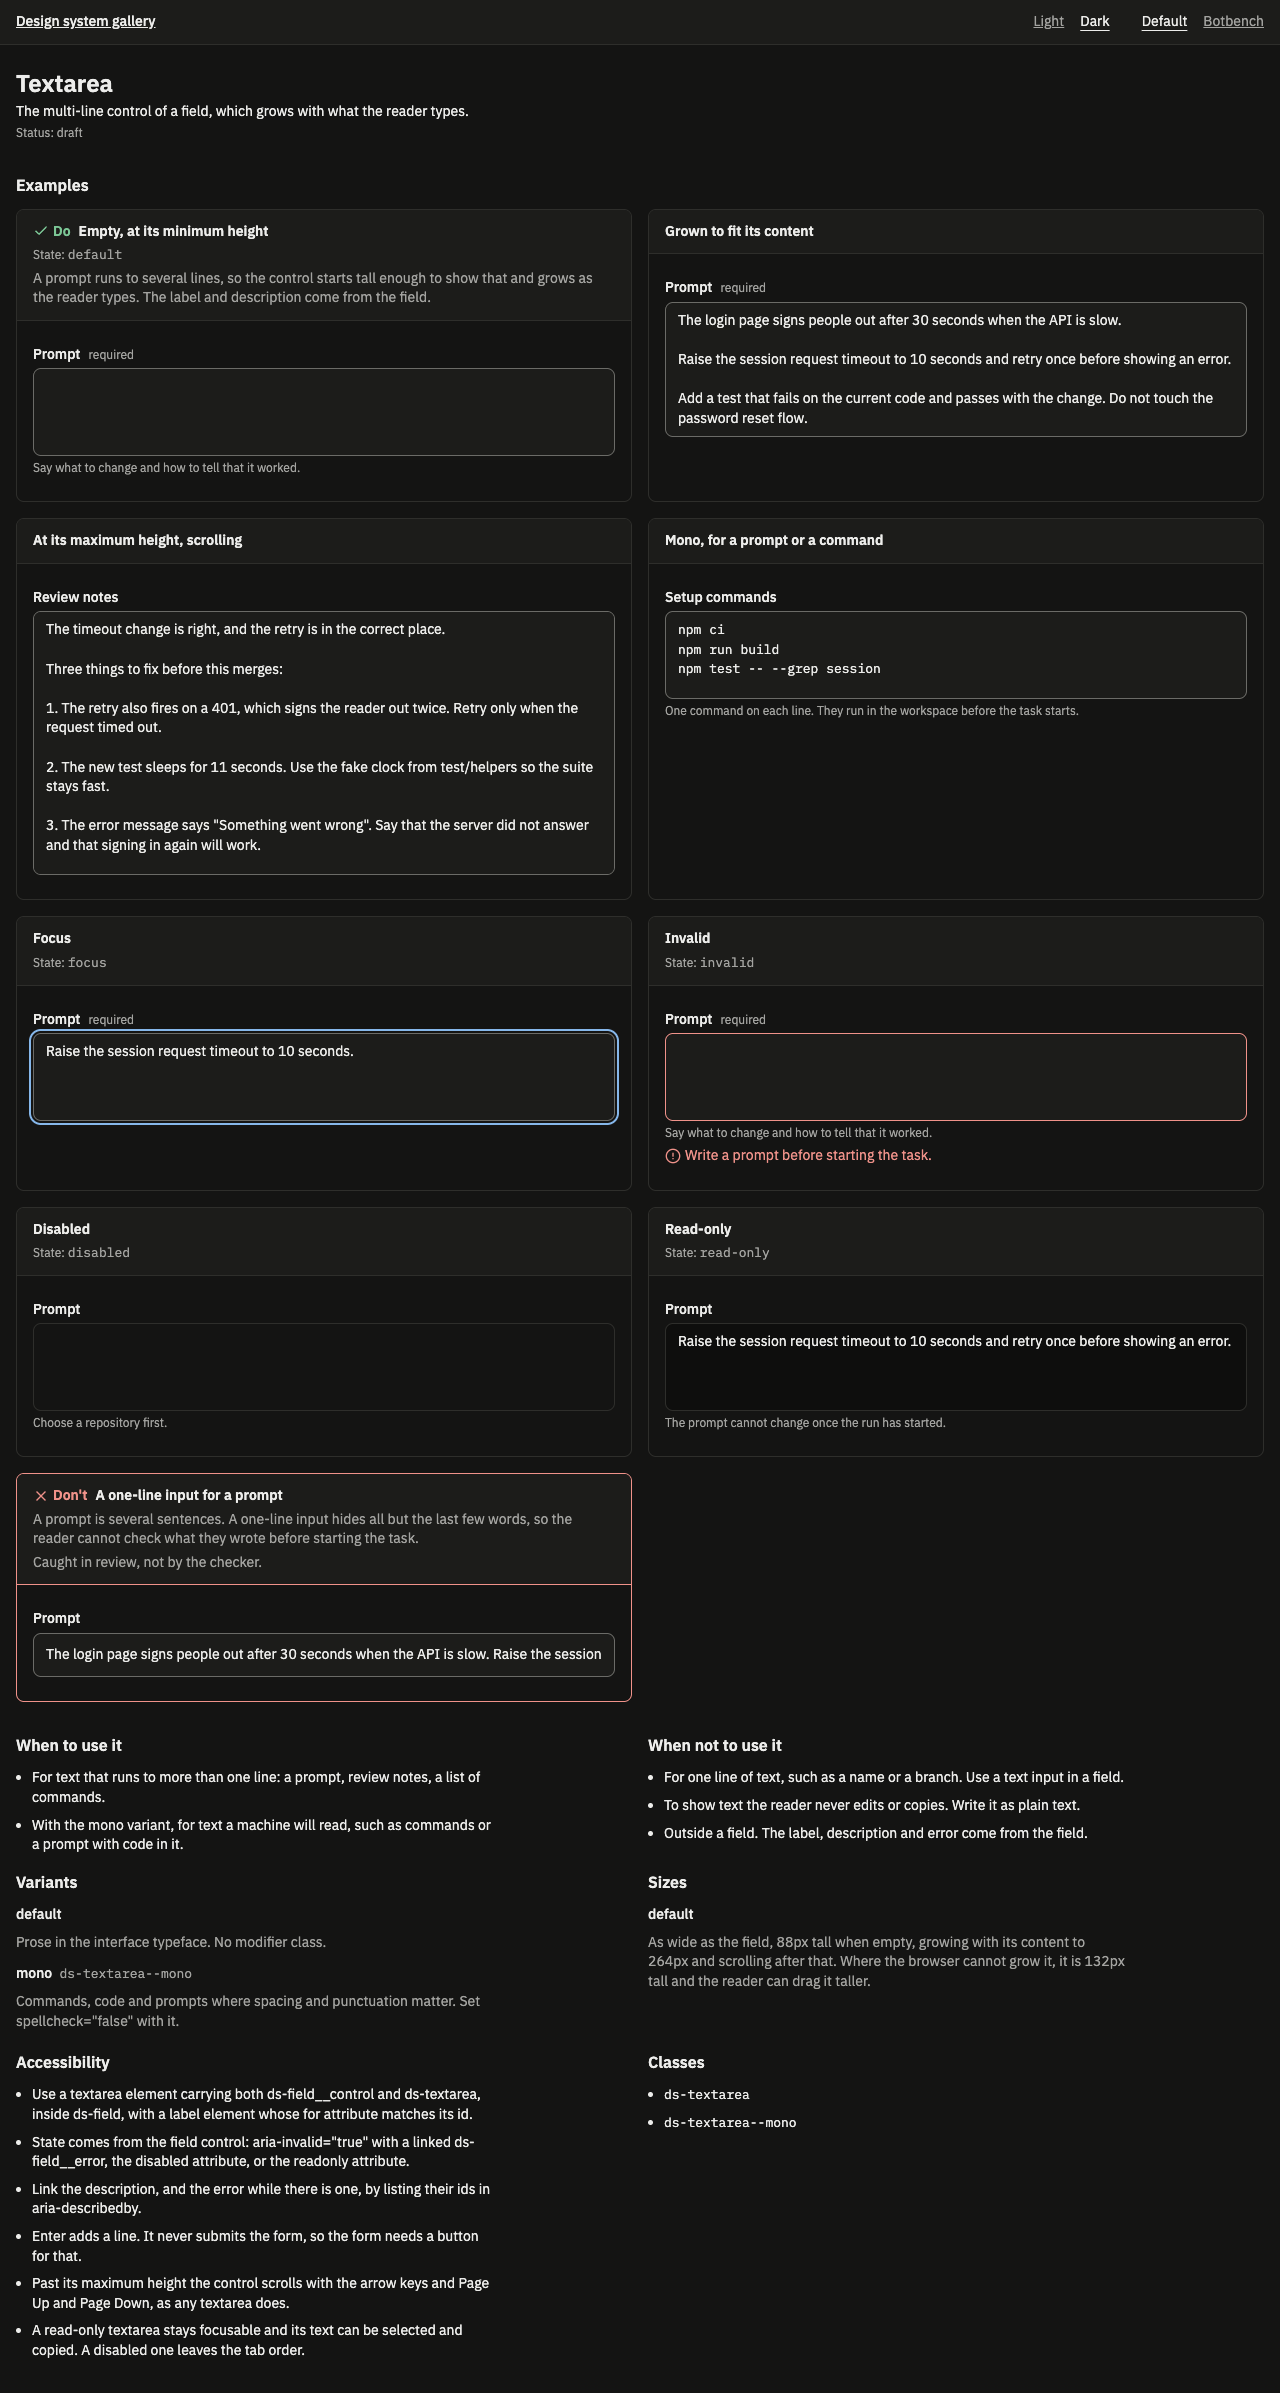 Design system gallery
Light Dark Default Botbench
Textarea
The multi-line control of a field, which grows with what the reader types.
Status: draft
Examples
Do Empty, at its minimum height
State: default
A prompt runs to several lines, so the control starts tall enough to show that and grows as
the reader types. The label and description come from the field.
Prompt required
Say what to change and how to tell that it worked.
Grown to fit its content
Prompt required
The login page signs people out after 30 seconds when the API is slow.
Raise the session request timeout to 10 seconds and retry once before showing an error.
Add a test that fails on the current code and passes with the change. Do not touch the
password reset flow.
At its maximum height, scrolling
Review notes
The timeout change is right, and the retry is in the correct place.
Three things to fix before this merges:
1. The retry also fires on a 401, which signs the reader out twice. Retry only when the
request timed out.
2. The new test sleeps for 11 seconds. Use the fake clock from test/helpers so the suite
stays fast.
3. The error message says "Something went wrong". Say that the server did not answer
and that signing in again will work.
Mono, for a prompt or a command
Setup commands
npm ci
npm run build
npm test -- --grep session
One command on each line. They run in the workspace before the task starts.
Focus
State: focus
Prompt required
Raise the session request timeout to 10 seconds.
Invalid
State: invalid
Prompt required
Say what to change and how to tell that it worked.
Write a prompt before starting the task.
Disabled
State: disabled
Prompt
Choose a repository first.
Read-only
State: read-only
Prompt
Raise the session request timeout to 10 seconds and retry once before showing an error.
The prompt cannot change once the run has started.
Don't A one-line input for a prompt
A prompt is several sentences. A one-line input hides all but the last few words, so the
reader cannot check what they wrote before starting the task.
Caught in review, not by the checker.
Prompt
The login page signs people out after 30 seconds when the API is slow. Raise the session
When to use it
For text that runs to more than one line: a prompt, review notes, a list of
commands.
With the mono variant, for text a machine will read, such as commands or
a prompt with code in it.
When not to use it
For one line of text, such as a name or a branch. Use a text input in a field.
To show text the reader never edits or copies. Write it as plain text.
Outside a field. The label, description and error come from the field.
Variants
default
Prose in the interface typeface. No modifier class.
mono ds-textarea--mono
Commands, code and prompts where spacing and punctuation matter. Set
spellcheck="false" with it.
Sizes
default
As wide as the field, 88px tall when empty, growing with its content to
264px and scrolling after that. Where the browser cannot grow it, it is 132px
tall and the reader can drag it taller.
Accessibility
Use a textarea element carrying both ds-field__control and ds-textarea,
inside ds-field, with a label element whose for attribute matches its id.
State comes from the field control: aria-invalid="true" with a linked ds-
field__error, the disabled attribute, or the readonly attribute.
Link the description, and the error while there is one, by listing their ids in
aria-describedby.
Enter adds a line. It never submits the form, so the form needs a button
for that.
Past its maximum height the control scrolls with the arrow keys and Page
Up and Page Down, as any textarea does.
A read-only textarea stays focusable and its text can be selected and
copied. A disabled one leaves the tab order.
Classes
ds-textarea
ds-textarea--mono